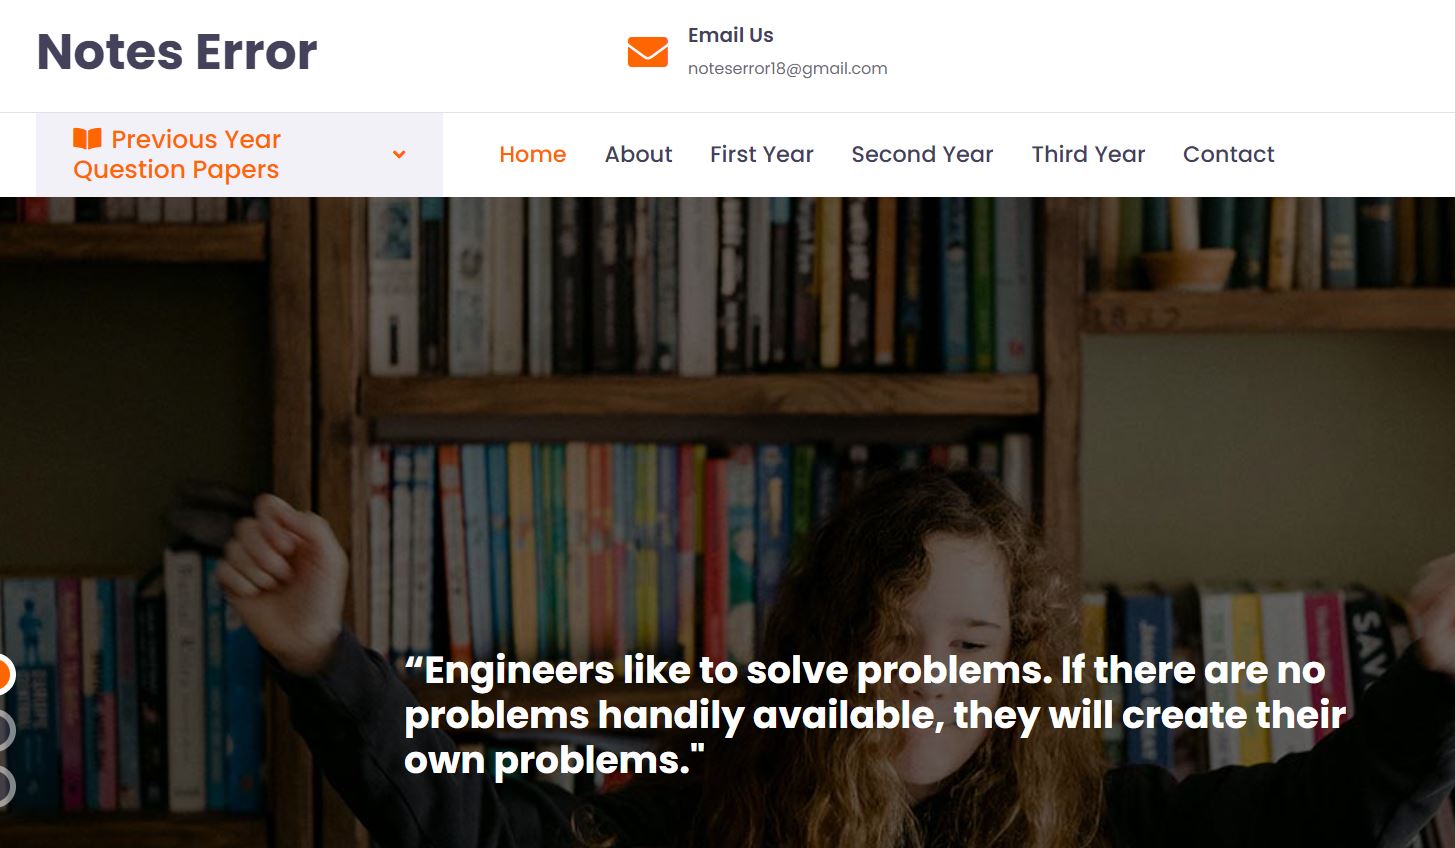 Notes Error
Email Us
noteserror18@gmail.com
Previous Year
Question Papers
Home About First Year Second Year Third Year Contact
1832
SAV
“Engineers like to solve problems. If there are no
problems handily available, they will create their
own problems."